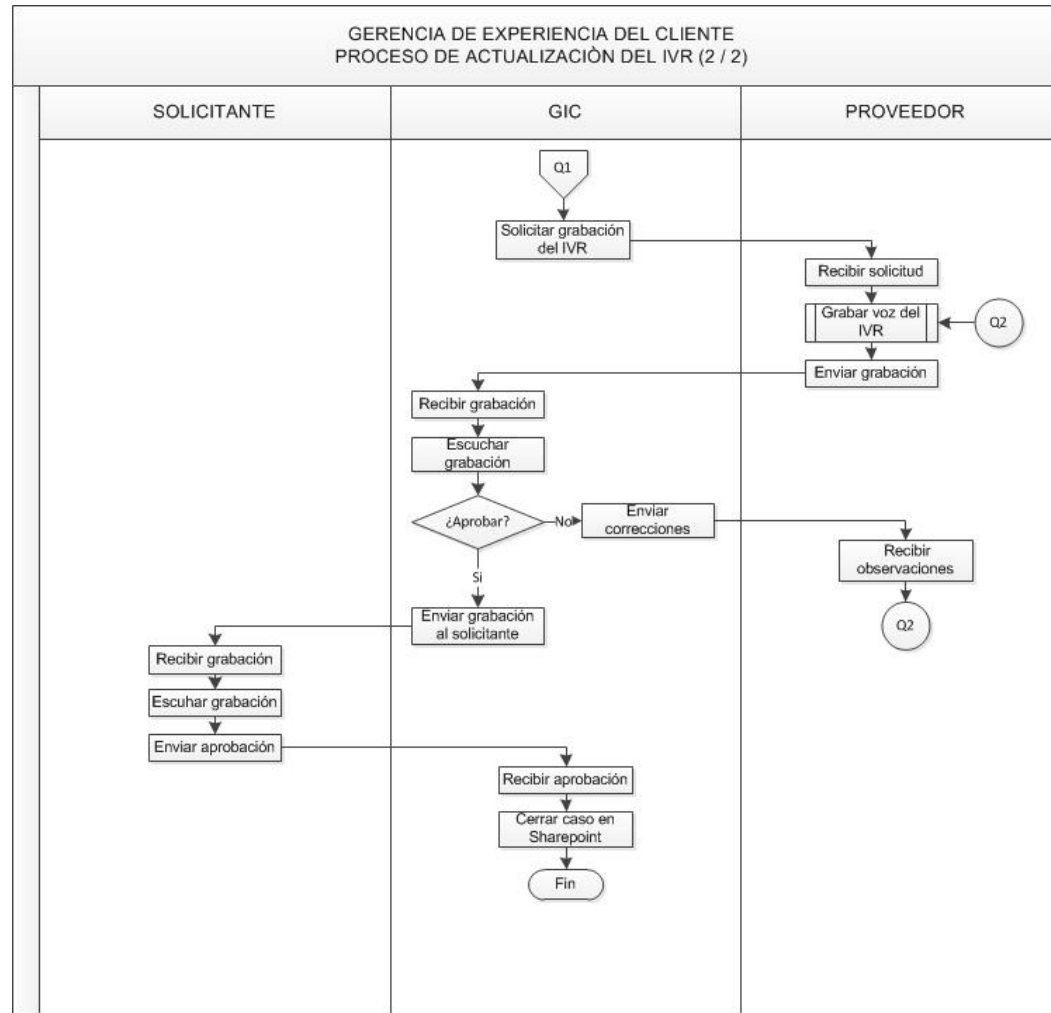 GERENCIA DE EXPERIENCIA DEL CLIENTE
PROCESO DE ACTUALIZACIÒN DEL IVR (2 / 2)
SOLICITANTE
GIC
PROVEEDOR
Q1
Solicitar grabación
del IVR
Recibir solicitud
Grabar voz del
IVR
Q2
Enviar grabación
Recibir grabación
Escuchar
grabación
¿Aprobar?
No
Enviar
correcciones
Recibir
observaciones
Si
Q2
Enviar grabación
al solicitante
Recibir grabación
Escuhar grabación
Enviar aprobación
Recibir aprobación
Cerrar caso en
Sharepoint
Fin